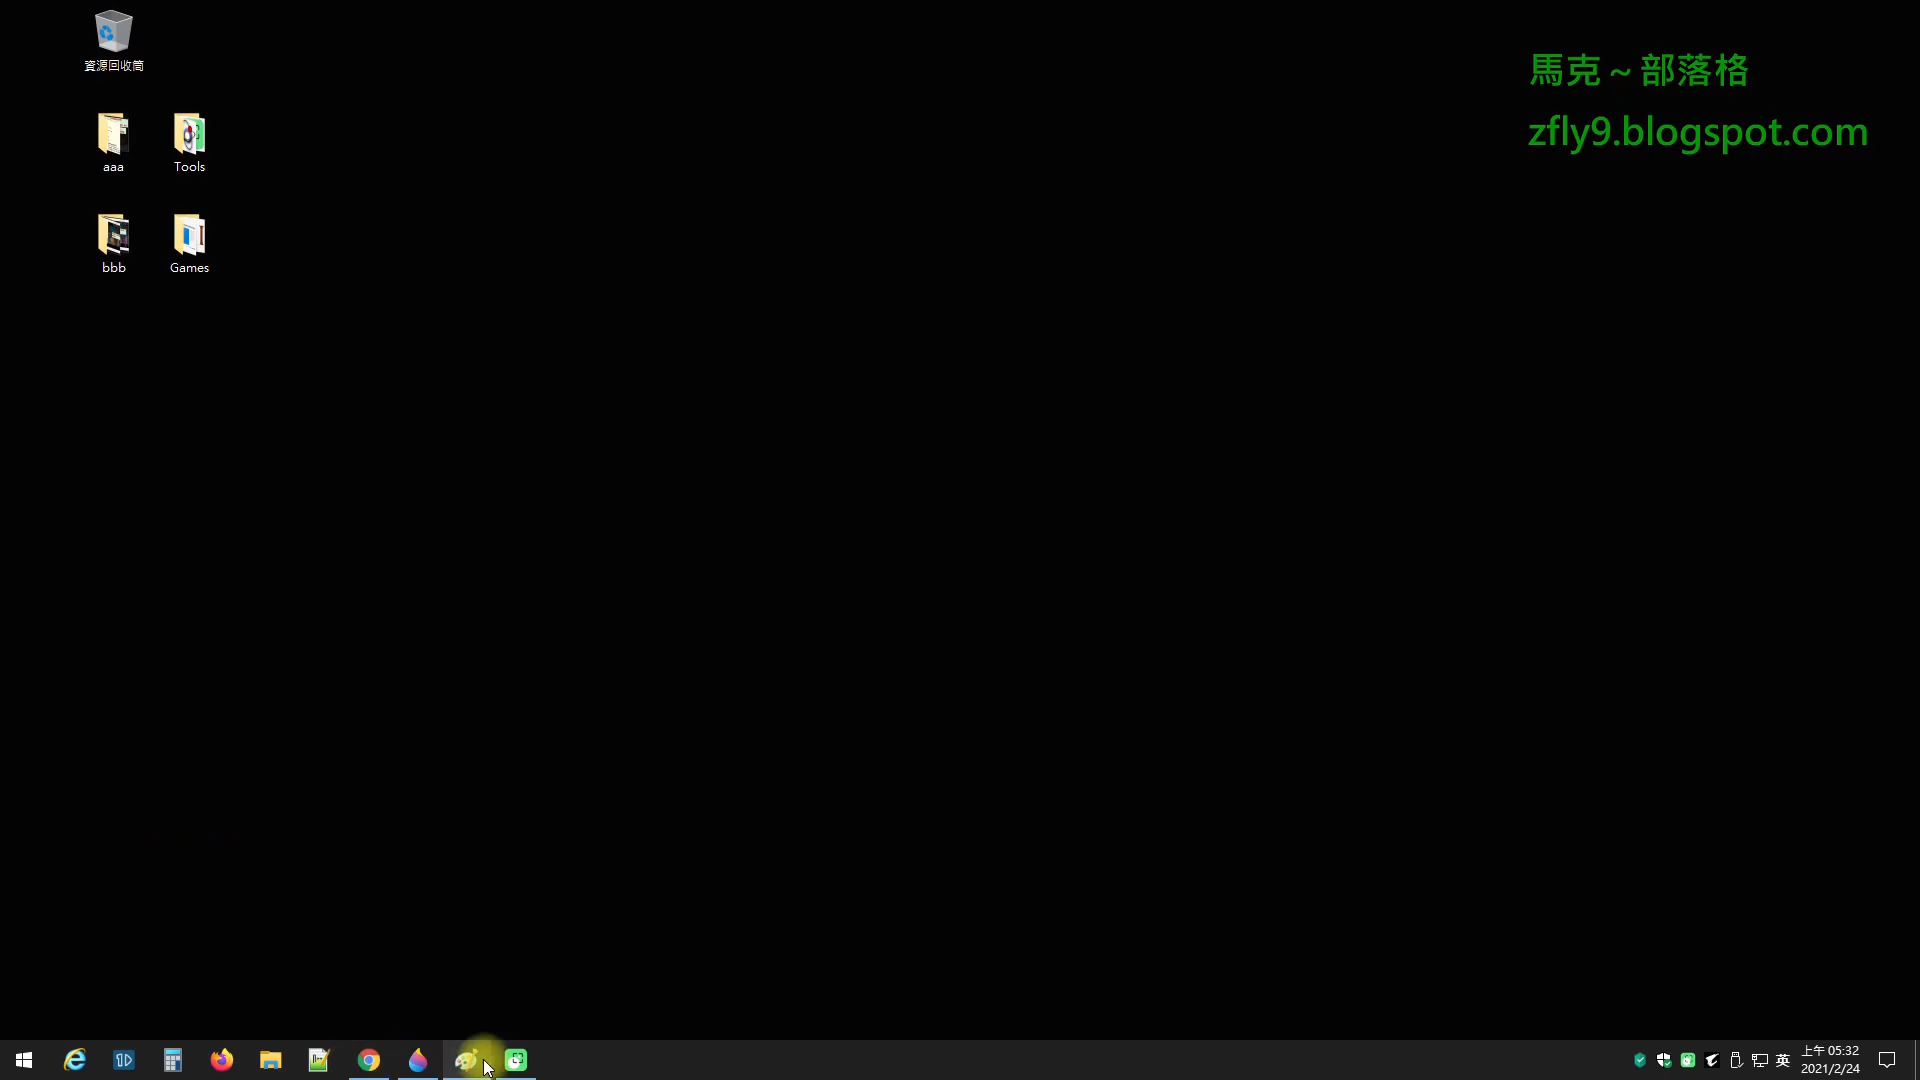 資源回收筒
馬克～部落格
zfly9.blogspot.com
aaa
Tools
bbb
Games
英
上午 05:32
2021/2/24